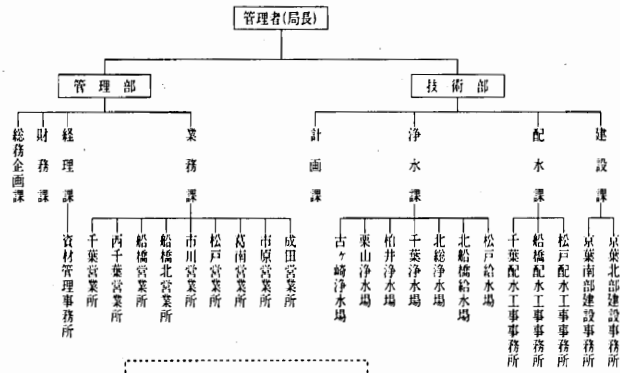 管理者(局長)
管理部
技術部
総務企画課
財務課
経理課
業務課
計画課
浄水課
配水課
建設課
資材管理事務所
千葉営業所
西千葉営業所
船橋営業所
船橋北営業所
市川営業所
松戸営業所
葛南営業所
市原営業所
成田営業所
古ヶ崎浄水場
栗山浄水場
柏井浄水場
千葉浄水場
北総浄水場
北船橋給水場
松戸給水場
千葉配水工事事務所
船橋配水工事事務所
松戸配水工事事務所
京葉南部建設事務所
京葉北部建設事務所